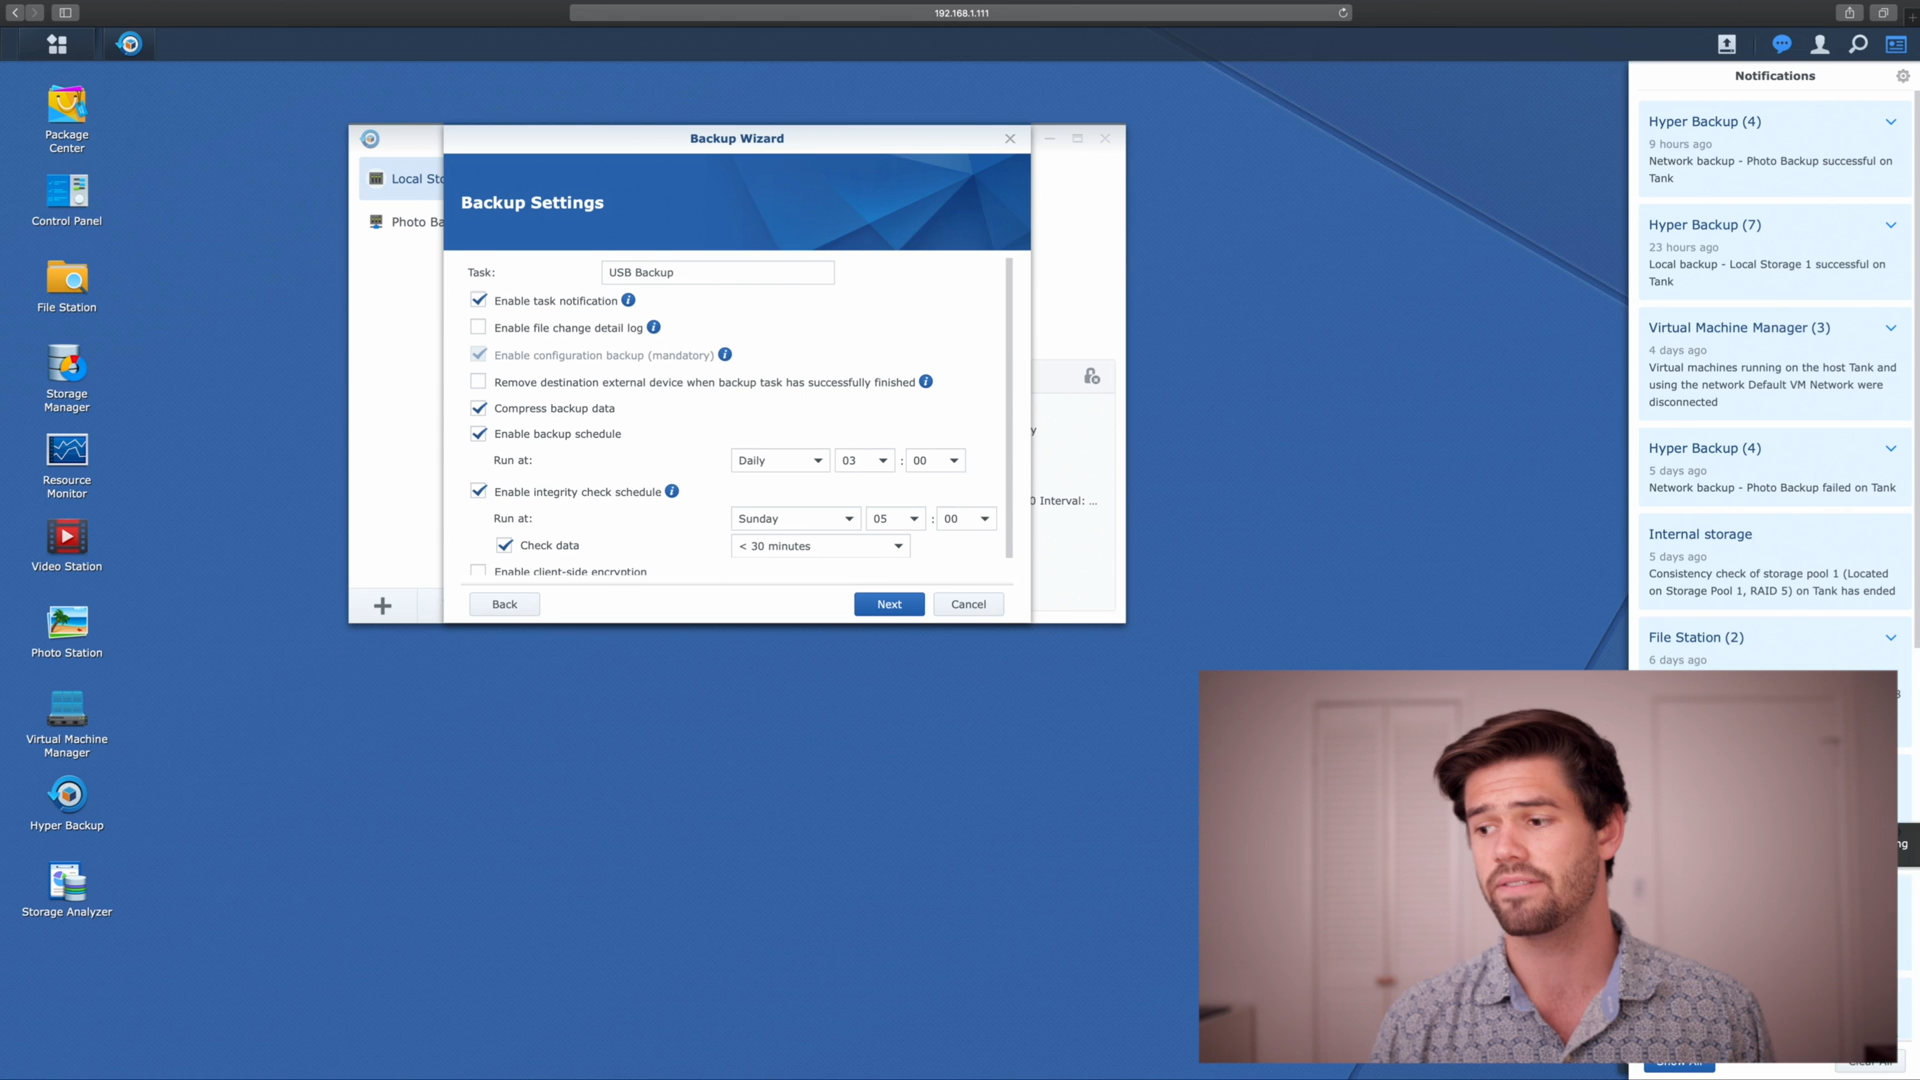 192.168.1.111
Package
Center
Control Panel
File Station
Storage
Manager
Resource
Monitor
Video Station
Photo Station
Virtual Machine
Manager
Hyper Backup
Storage Analyzer
Local Sto
Photo Ba
Backup Wizard
Backup Settings
Task:
USB Backup
Enable task notification
Enable file change detail log
Enable configuration backup (mandatory)
Remove destination external device when backup task has successfully finished
Compress backup data
Enable backup schedule
Run at:
Daily
03
:
00
Enable integrity check schedule
Run at:
Sunday
05
:
00
Check data
< 30 minutes
Enable client-side encryption
Back
Next
Cancel
y
0 Interval: ...
Notifications
Hyper Backup (4)
9 hours ago
Network backup - Photo Backup successful on
Tank
Hyper Backup (7)
23 hours ago
Local backup - Local Storage 1 successful on
Tank
Virtual Machine Manager (3)
4 days ago
Virtual machines running on the host Tank and
using the network Default VM Network were
disconnected
Hyper Backup (4)
5 days ago
Network backup - Photo Backup failed on Tank
Internal storage
5 days ago
Consistency check of storage pool 1 (Located
on Storage Pool 1, RAID 5) on Tank has ended
File Station (2)
6 days ago
ng
Show All
Clear All